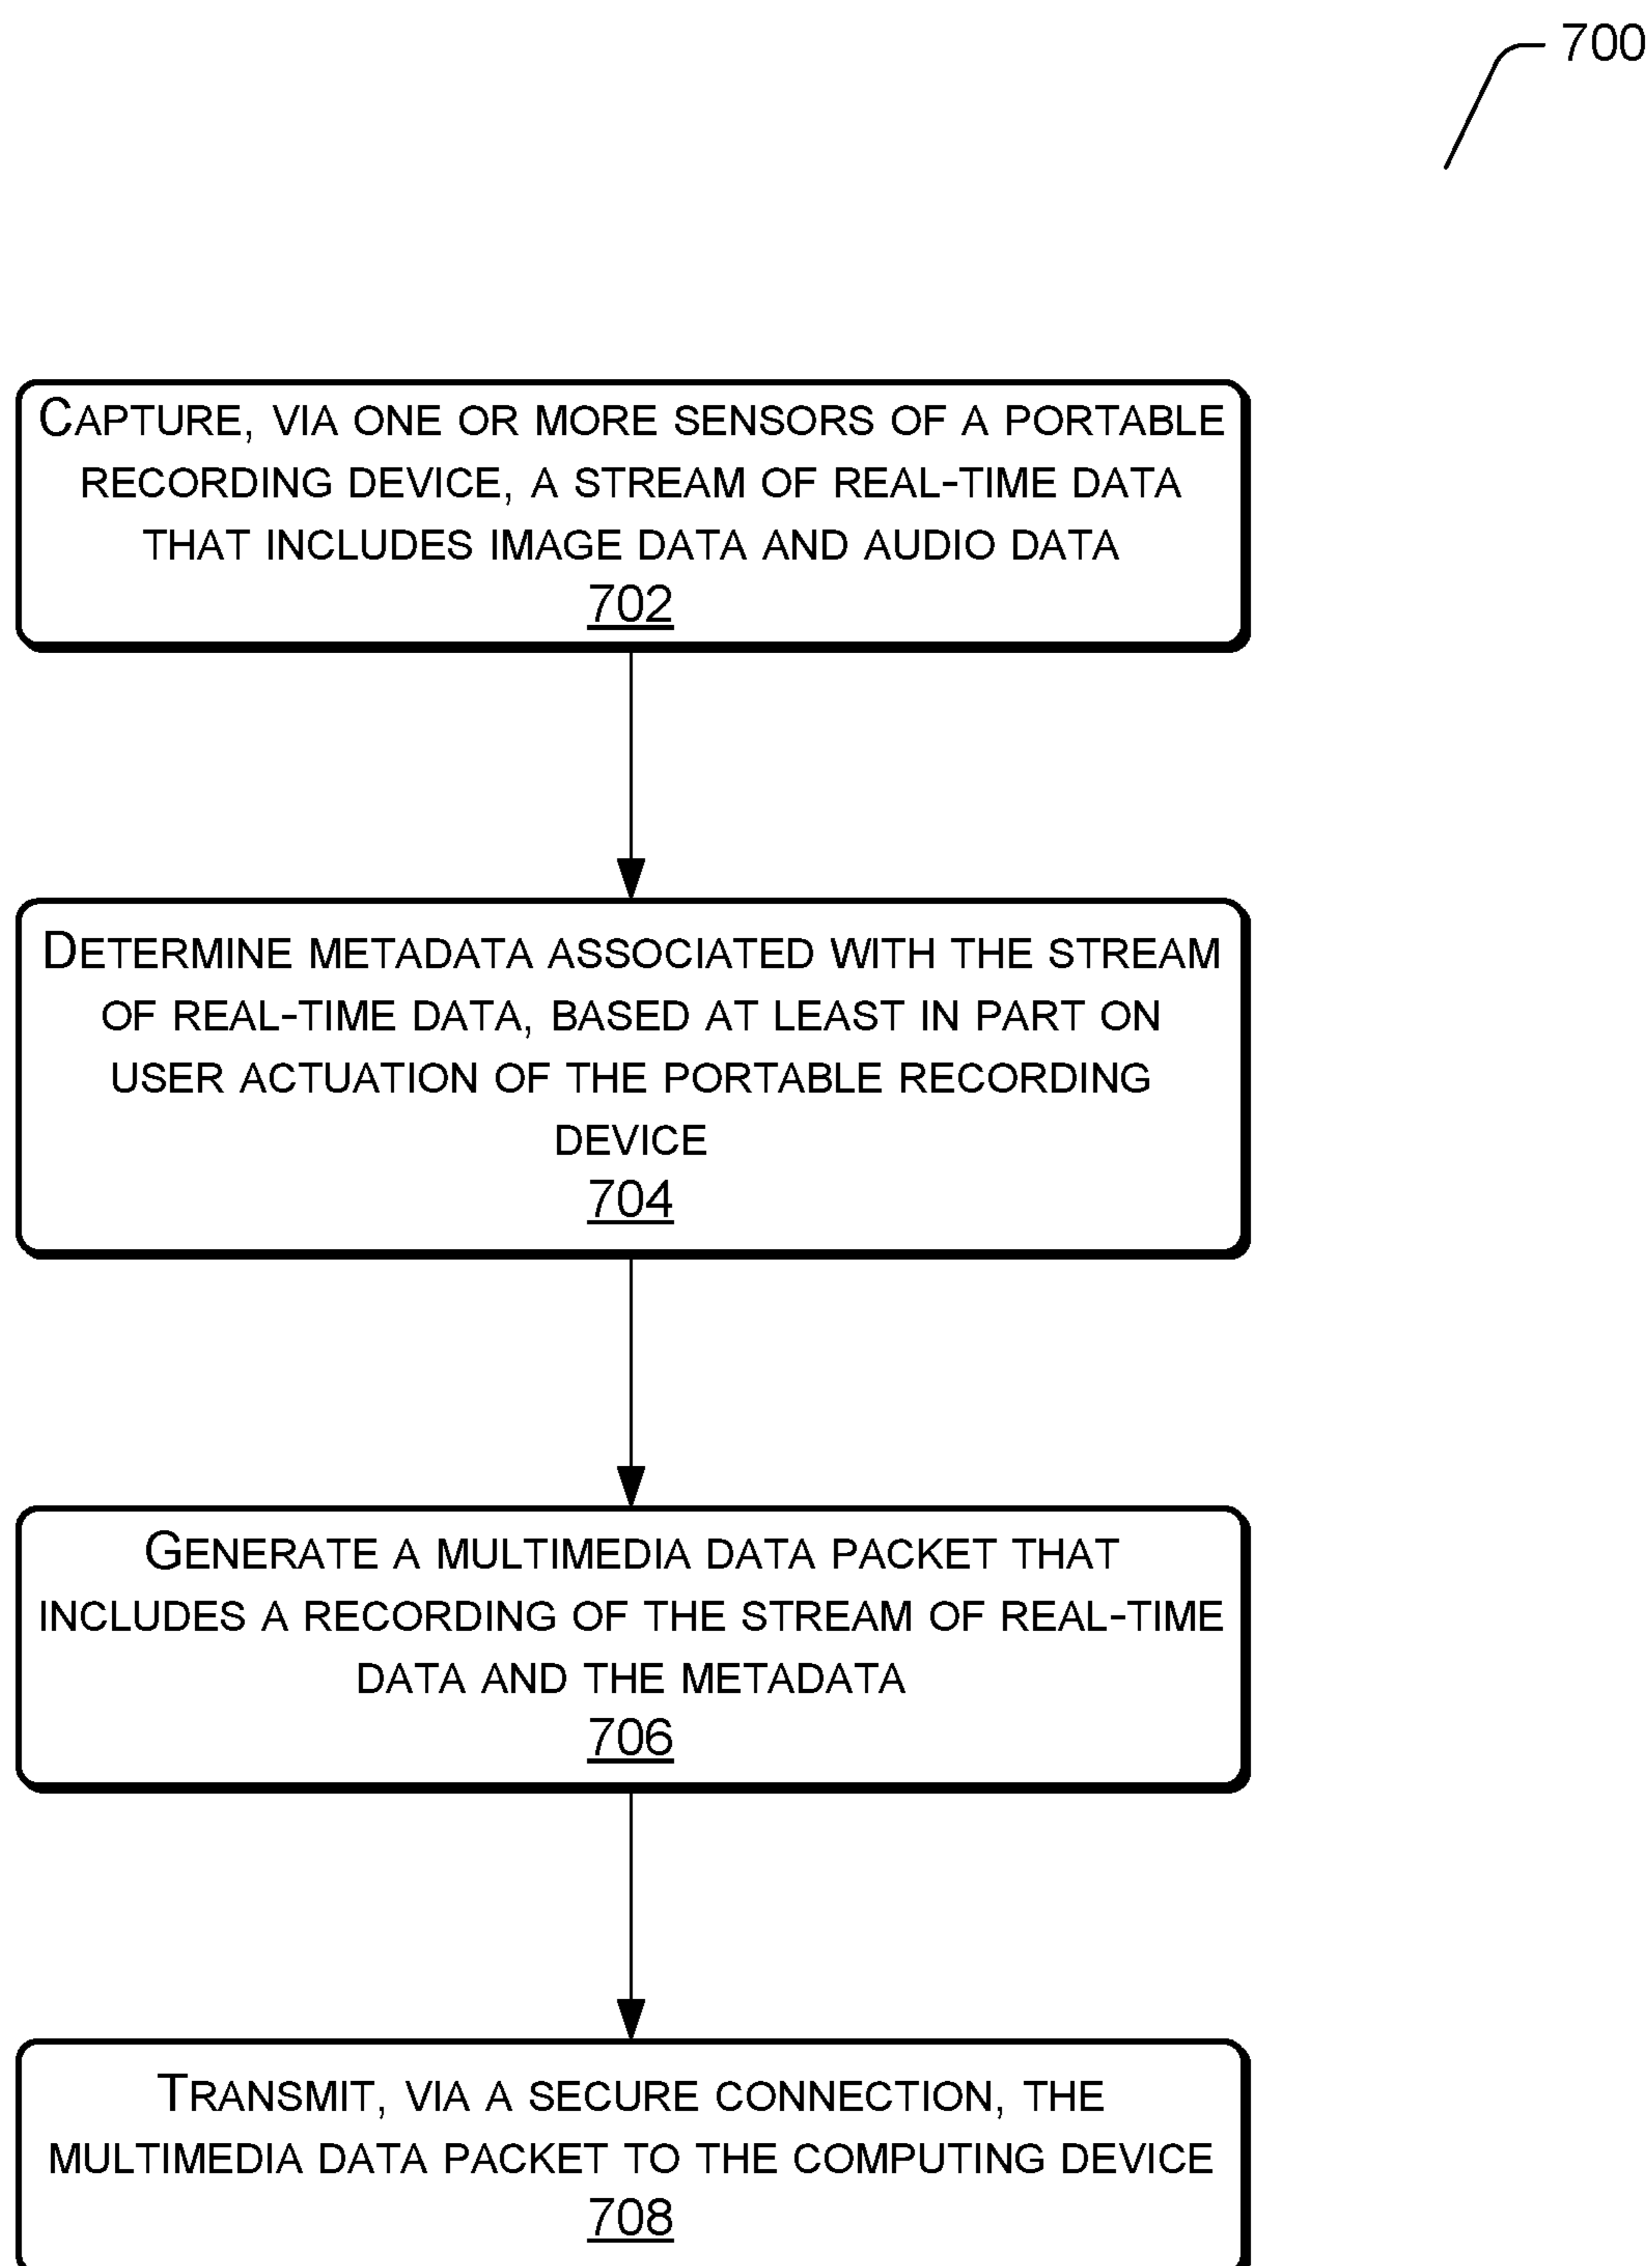 700
CAPTURE, VIA ONE OR MORE SENSORS OF A PORTABLE
RECORDING DEVICE, A STREAM OF REAL-TIME DATA
THAT INCLUDES IMAGE DATA AND AUDIO DATA
702
DETERMINE METADATA ASSOCIATED WITH THE STREAM
OF REAL-TIME DATA, BASED AT LEAST IN PART ON
USER ACTUATION OF THE PORTABLE RECORDING
DEVICE
704
GENERATE A MULTIMEDIA DATA PACKET THAT
INCLUDES A RECORDING OF THE STREAM OF REAL-TIME
DATA AND THE METADATA
706
TRANSMIT, VIA A SECURE CONNECTION, THE
MULTIMEDIA DATA PACKET TO THE COMPUTING DEVICE
708